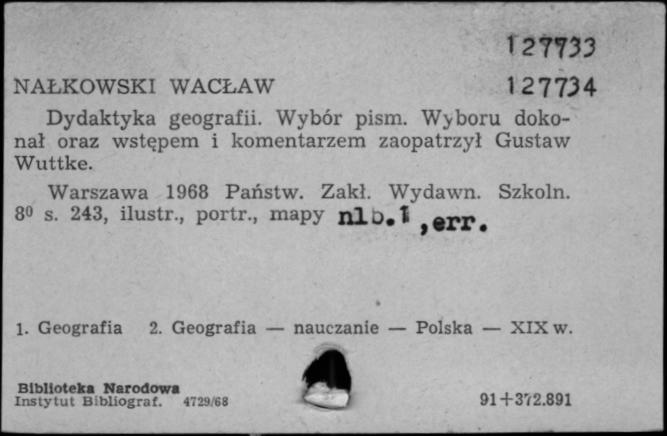 127733
NAŁKOWSKI WACŁAW 127734
Dydaktyka geografii. Wybór pism. Wyboru doko-
nał oraz wstępem i komentarzem zaopatrzył Gustaw
Wuttke.
Warszawa 1968 Państw. Zakł. Wydawn. Szkoln.
8⁰ s. 243, ilustr., portr., mapy nlb.1 ,err.
1. Geografia 2. Geografia — nauczanie — Polska — XIX w.
Biblioteka Narodowa
Instytut Bibliograf. 4729/68 91+372.891